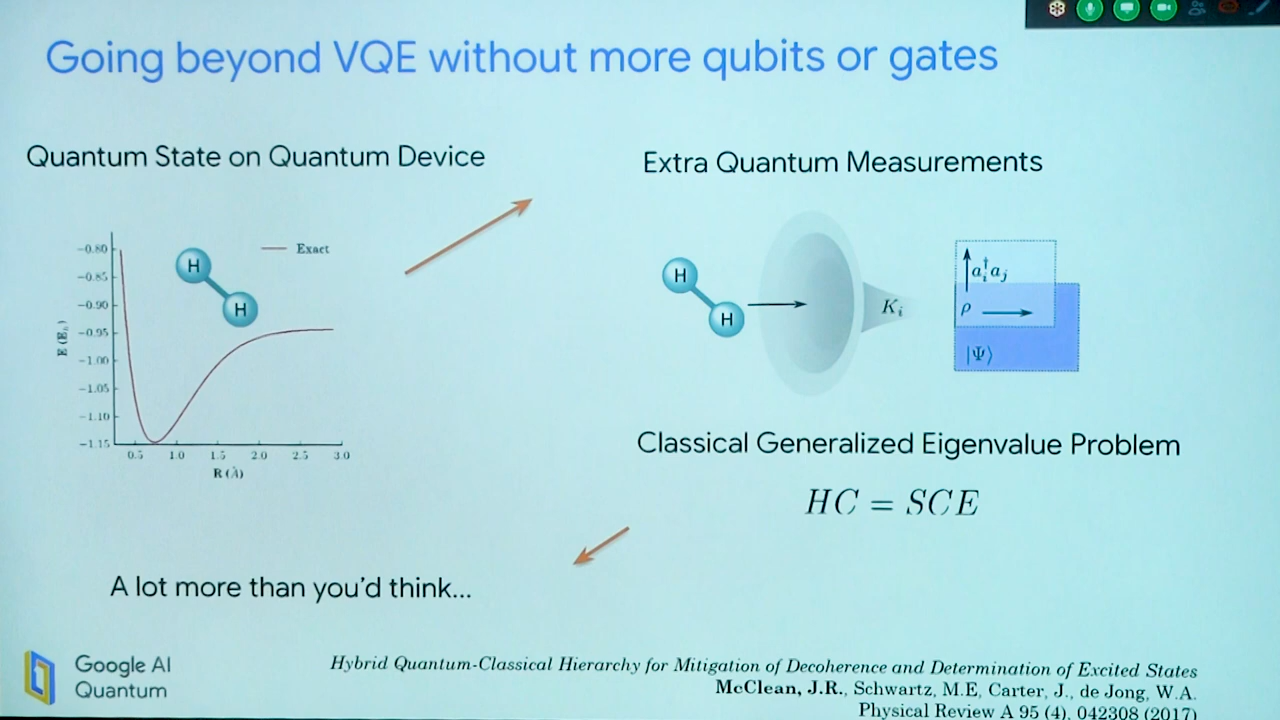 Going beyond VQE without more qubits or gates
Quantum State on Quantum Device
−0.80
−0.85
−0.90
−0.95
−1.00
−1.05
−1.10
−1.15
E (Eₕ)
0.5 1.0 1.5 2.0 2.5 3.0
R (Å)
Exact
H
H
Extra Quantum Measurements
H
H
Kᵢ
aᵢ†aⱼ
ρ
|Ψ⟩
Classical Generalized Eigenvalue Problem
HC = SCE
A lot more than you'd think...
Google AI
Quantum
Hybrid Quantum-Classical Hierarchy for Mitigation of Decoherence and Determination of Excited States
McClean, J.R., Schwartz, M.E, Carter, J., de Jong, W.A.
Physical Review A 95 (4), 042308 (2017)